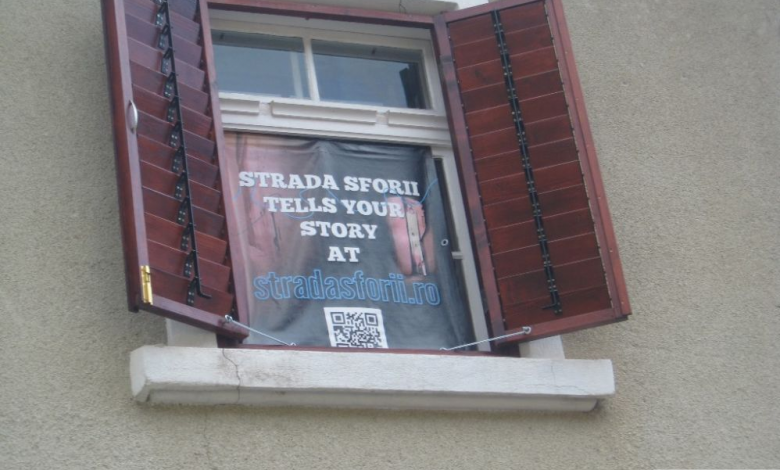 STRADA SFORII
TELLS YOUR
STORY
AT
stradasforii.ro